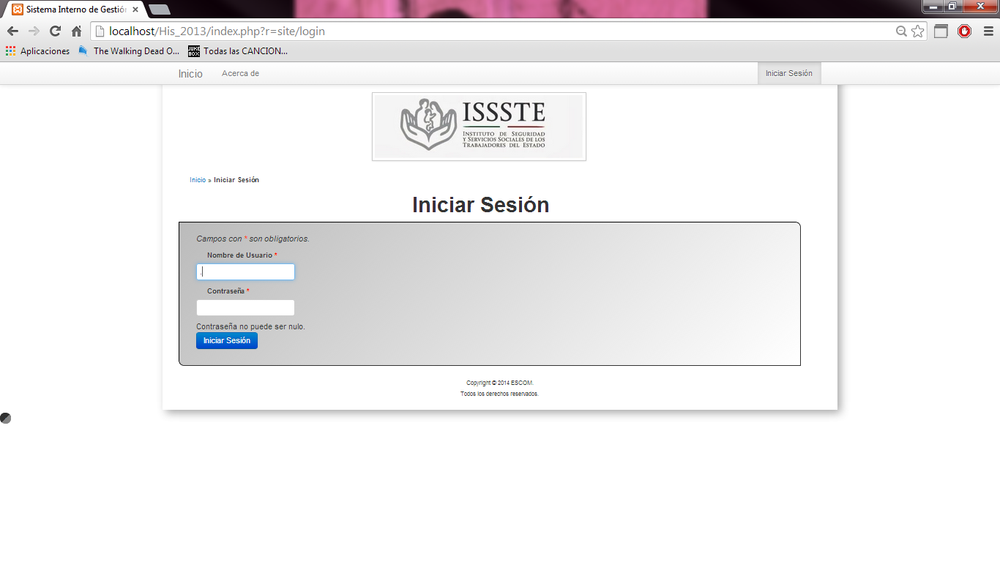 Sistema Interno de Gestión
localhost/His_2013/index.php?r=site/login
Aplicaciones The Walking Dead O... JUKE BOX Todas las CANCION...
Inicio Acerca de Iniciar Sesión
ISSSTE
INSTITUTO DE SEGURIDAD
Y SERVICIOS SOCIALES DE LOS
TRABAJADORES DEL ESTADO
Inicio » Iniciar Sesión
Iniciar Sesión
Campos con * son obligatorios.
Nombre de Usuario *
Contraseña *
Contraseña no puede ser nulo.
Iniciar Sesión
Copyright © 2014 ESCOM.
Todos los derechos reservados.